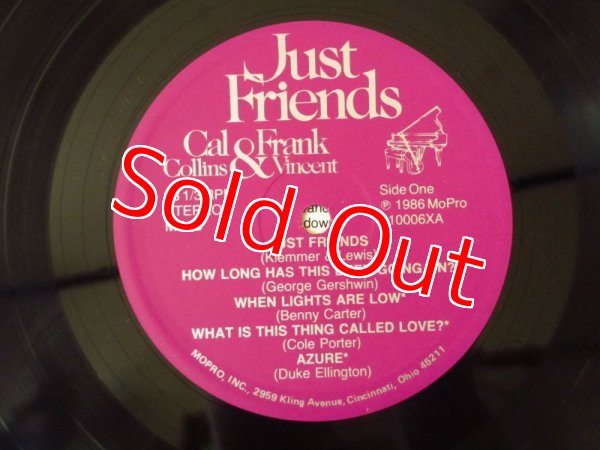 Just
Friends
Cal & Frank
Collins Vincent
Side One
℗ 1986 MoPro
10006XA
JUST FRIENDS
(Klemmer & Lewis)
HOW LONG HAS THIS GOING ON?
(George Gershwin)
WHEN LIGHTS ARE LOW*
(Benny Carter)
WHAT IS THIS THING CALLED LOVE?*
(Cole Porter)
AZURE*
(Duke Ellington)
MOPRO, INC., 2959 Kling Avenue, Cincinnati, Ohio 45211
Sold Out